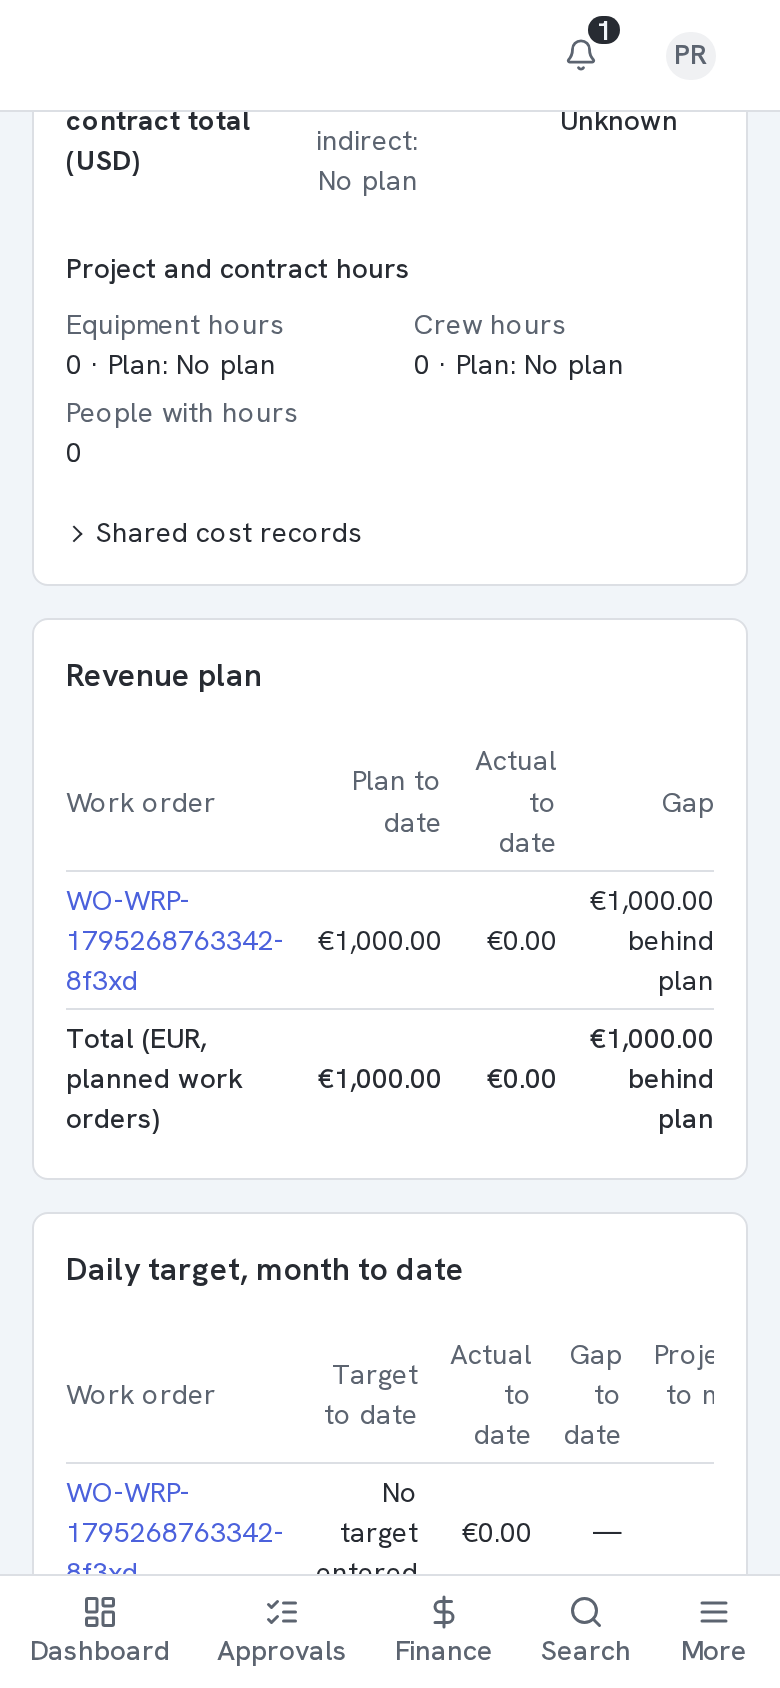 1
PR
contract total
(USD)
indirect:
No plan
Unknown
Project and contract hours
Equipment hours
0 · Plan: No plan
Crew hours
0 · Plan: No plan
People with hours
0
Shared cost records
Revenue plan
Work order
Plan to
date
Actual
to
date
Gap
WO-WRP-
1795268763342-
8f3xd
€1,000.00
€0.00
€1,000.00
behind
plan
Total (EUR,
planned work
orders)
€1,000.00
€0.00
€1,000.00
behind
plan
Daily target, month to date
Work order
Target
to date
Actual
to
date
Gap
to
date
Proje
to
WO-WRP-
1795268763342-
8f3xd
No
target
entered
€0.00
—
Dashboard
Approvals
Finance
Search
More